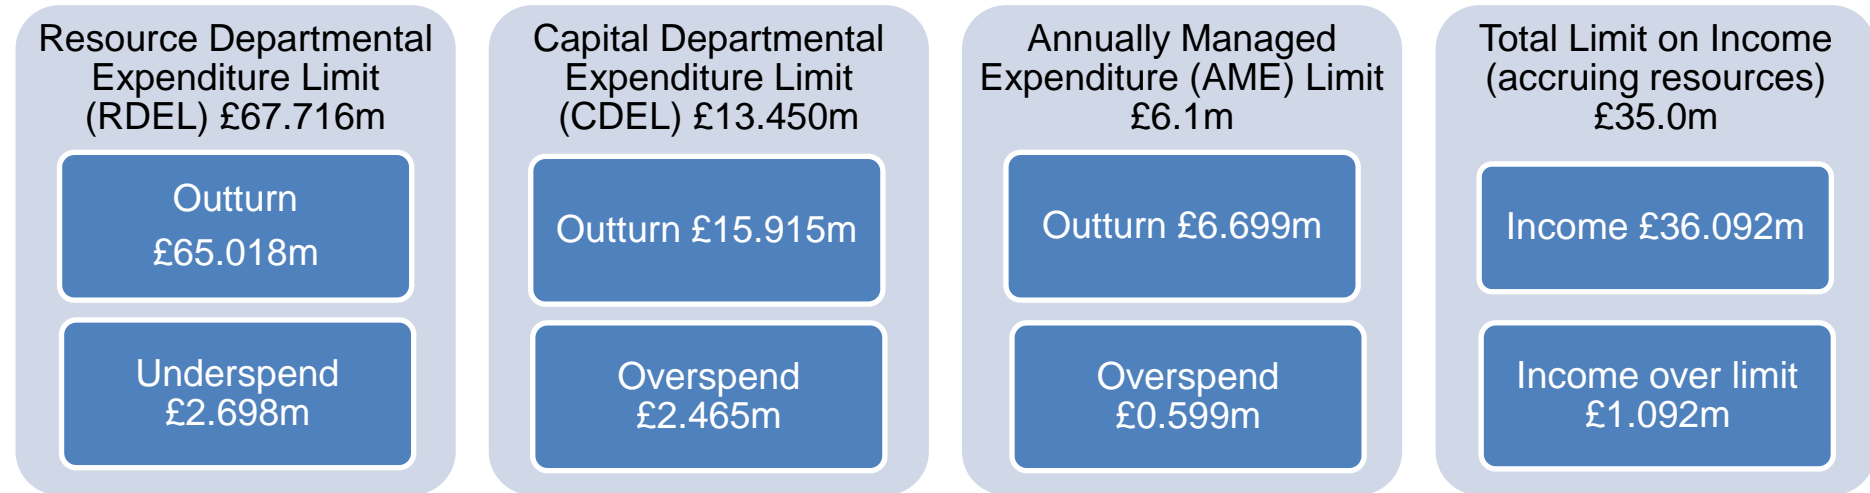 Resource Departmental
Expenditure Limit
(RDEL) £67.716m
Outturn
£65.018m
Underspend
£2.698m
Capital Departmental
Expenditure Limit
(CDEL) £13.450m
Outturn £15.915m
Overspend
£2.465m
Annually Managed
Expenditure (AME) Limit
£6.1m
Outturn £6.699m
Overspend
£0.599m
Total Limit on Income
(accruing resources)
£35.0m
Income £36.092m
Income over limit
£1.092m